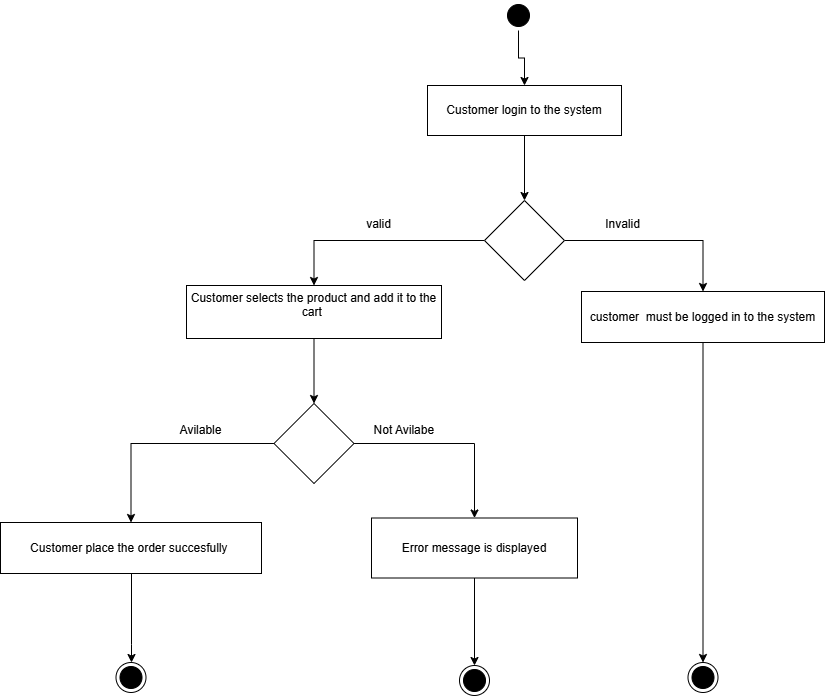 Customer login to the system
valid
Invalid
Customer selects the product and add it to the
cart
customer  must be logged in to the system
Avilable
Not Avilabe
Customer place the order succesfully
Error message is displayed